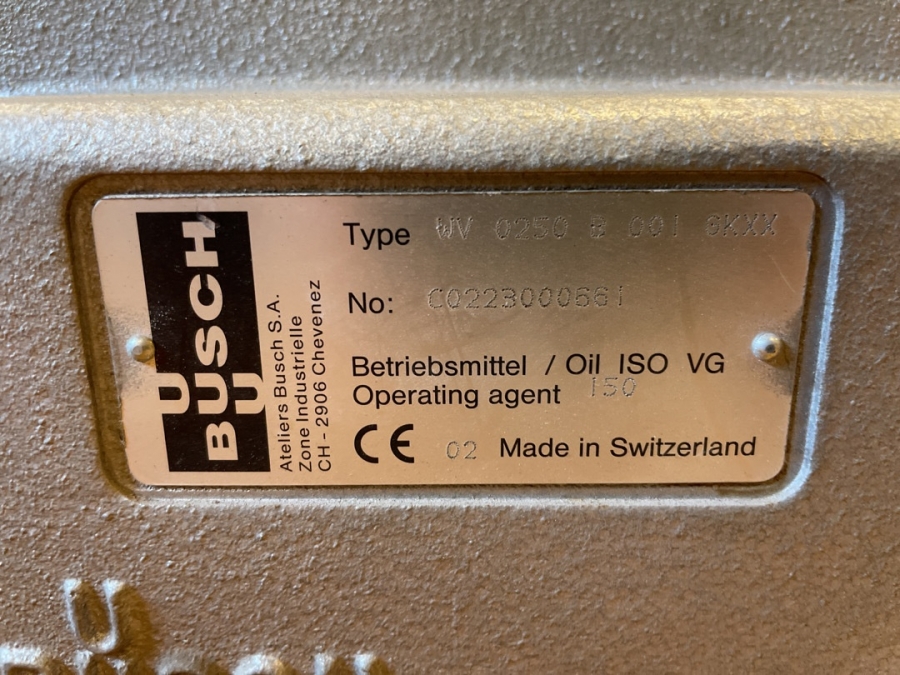 U
BUSCH
U
Ateliers Busch S.A.
Zone Industrielle
CH - 2906 Chevenez
Type WV 0250 B 001 GKXX
No: C0223000661
Betriebsmittel / Oil ISO VG
Operating agent 150
CE 02 Made in Switzerland
U